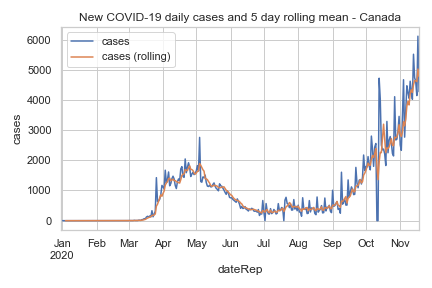 New COVID-19 daily cases and 5 day rolling mean - Canada
cases
cases (rolling)
6000
5000
4000
3000
2000
1000
0
cases
Jan Feb Mar Apr May Jun Jul Aug Sep Oct Nov
2020
dateRep